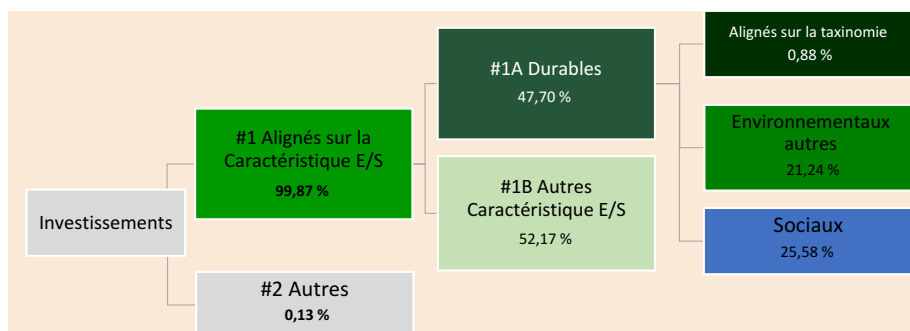 Investissements
#1 Alignés sur la
Caractéristique E/S
99,87 %
#2 Autres
0,13 %
#1A Durables
47,70 %
#1B Autres
Caractéristique E/S
52,17 %
Alignés sur la taxinomie
0,88 %
Environnementaux
autres
21,24 %
Sociaux
25,58 %